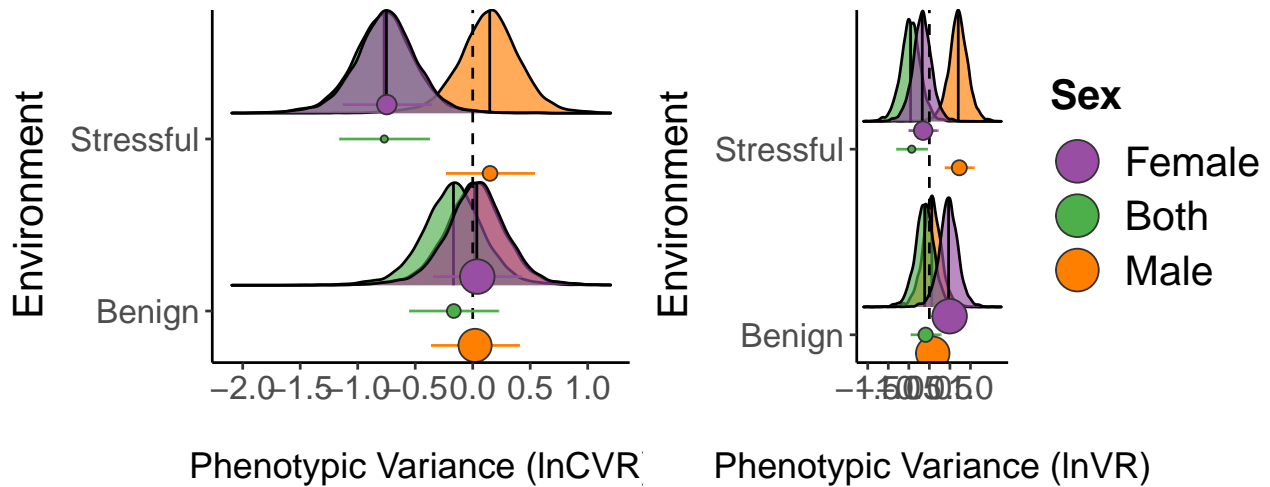 Environment
Stressful
Benign
−2.0 −1.5 −1.0 −0.5 0.0 0.5 1.0
Phenotypic Variance (lnCVR)
Environment
Stressful
Benign
Phenotypic Variance (lnVR)
Sex
Female
Both
Male